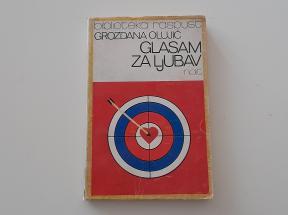 biblioteka raspust
GROZDANA OLUJIĆ
GLASAM
ZA LJUBAV
nolit